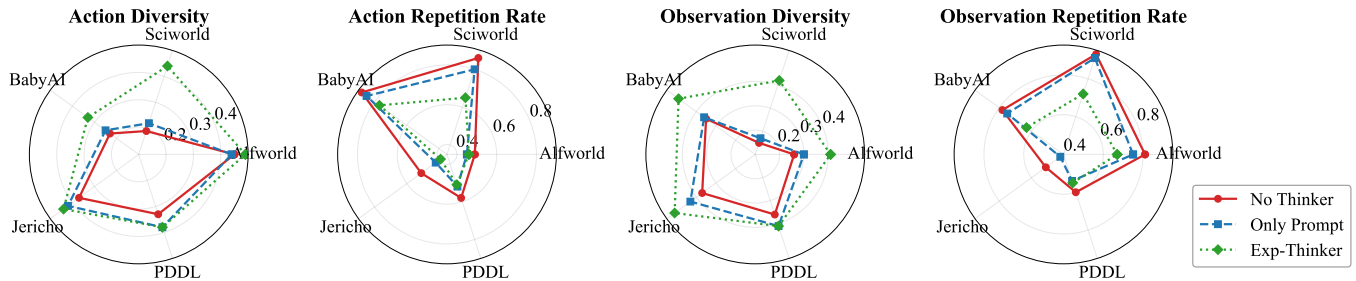 Action Diversity
Sciworld
BabyAI
0.4
0.3
0.2
Alfworld
Jericho
PDDL
Action Repetition Rate
Sciworld
BabyAI
0.8
0.6
0.4
Alfworld
Jericho
PDDL
Observation Diversity
Sciworld
BabyAI
0.4
0.3
0.2
Alfworld
Jericho
PDDL
Observation Repetition Rate
Sciworld
BabyAI
0.8
0.6
0.4
Alfworld
Jericho
PDDL
No Thinker
Only Prompt
Exp-Thinker